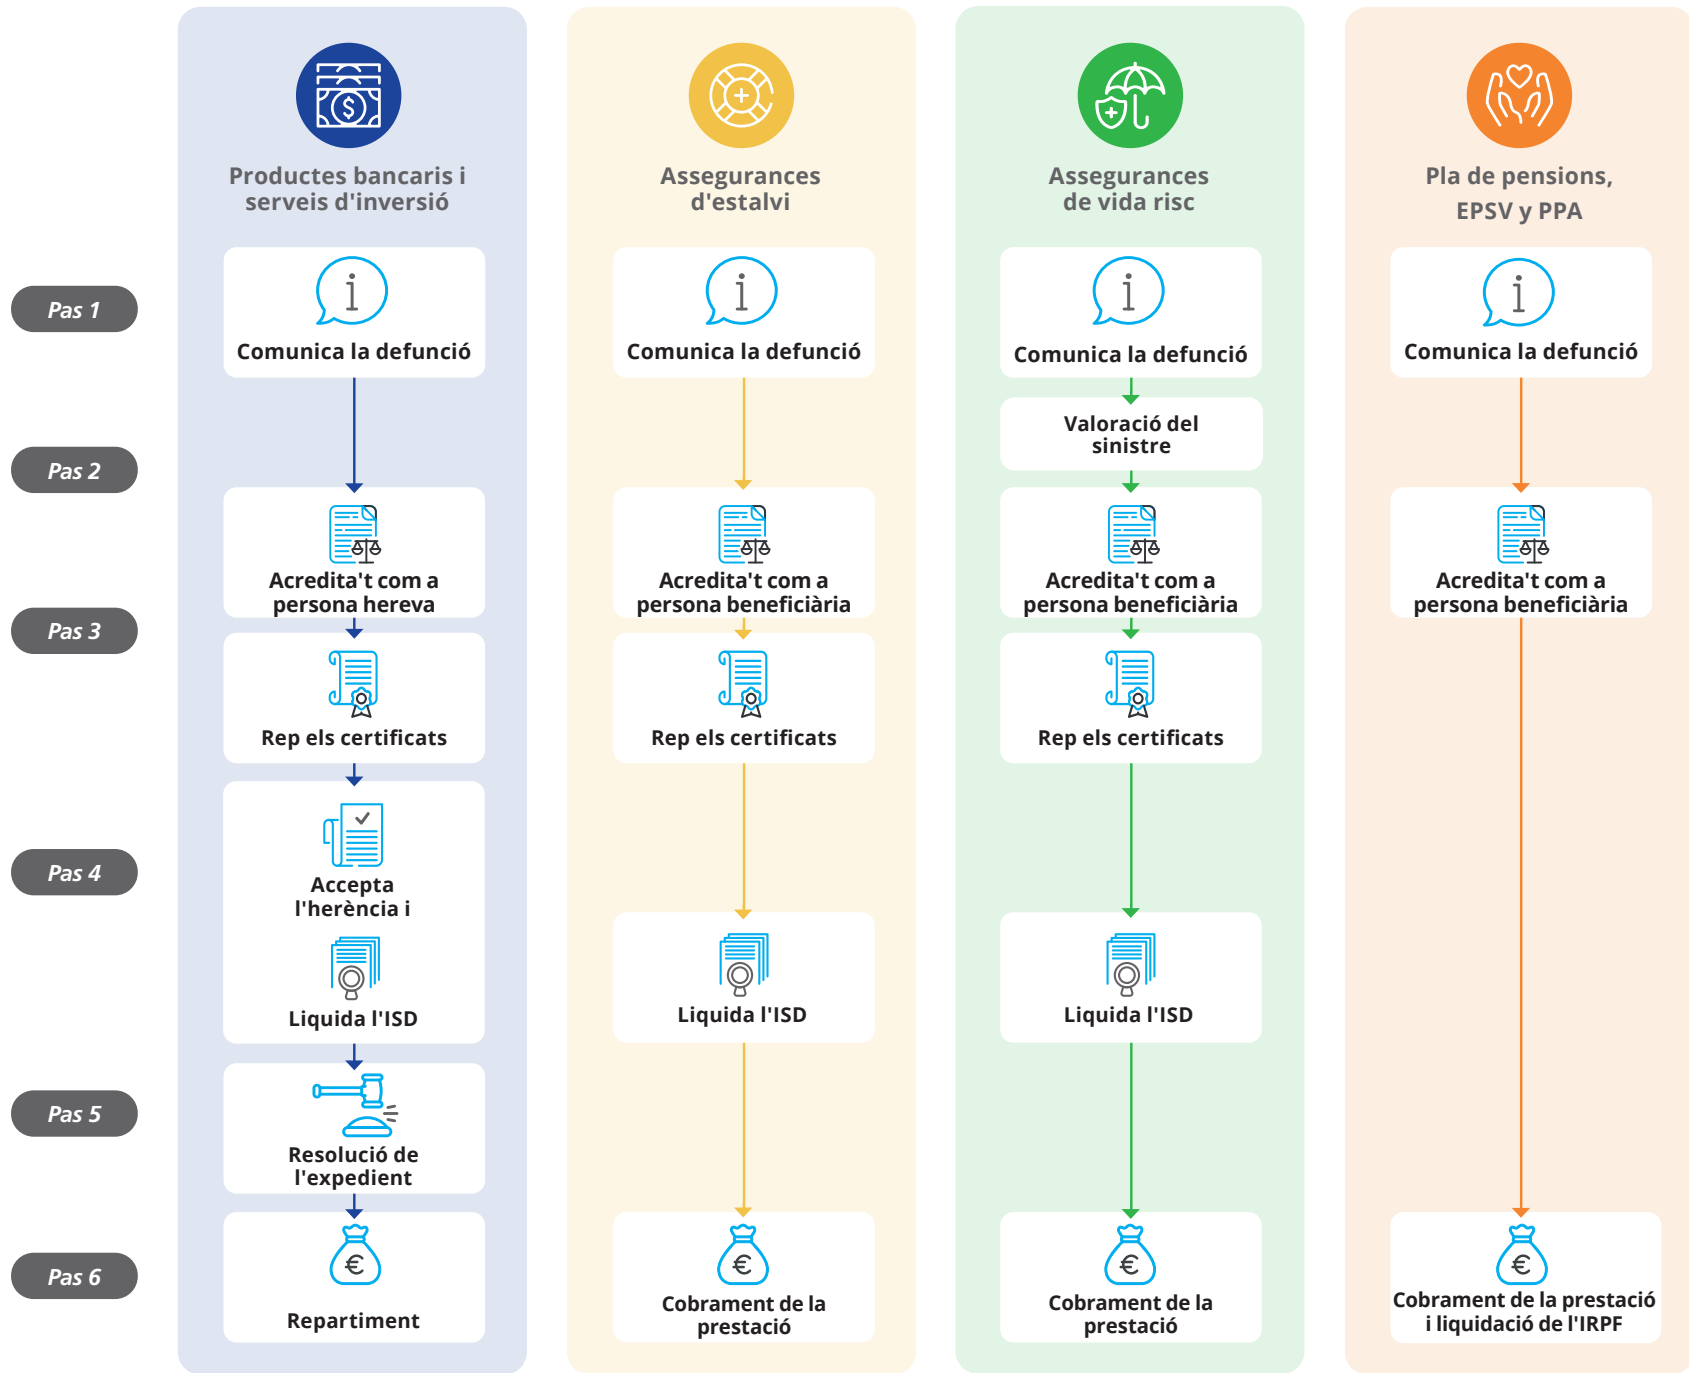 Productes bancaris i
serveis d'inversió
Assegurances
d'estalvi
Assegurances
de vida risc
Pla de pensions,
EPSV y PPA
Pas 1
Comunica la defunció
Comunica la defunció
Comunica la defunció
Comunica la defunció
Valoració del
sinistre
Pas 2
Acredita't com a
persona hereva
Acredita't com a
persona beneficiària
Acredita't com a
persona beneficiària
Acredita't com a
persona beneficiària
Pas 3
Rep els certificats
Rep els certificats
Rep els certificats
Pas 4
Accepta
l'herència i
Liquida l'ISD
Liquida l'ISD
Liquida l'ISD
Pas 5
Resolució de
l'expedient
Pas 6
Repartiment
Cobrament de la
prestació
Cobrament de la
prestació
Cobrament de la prestació
i liquidació de l'IRPF